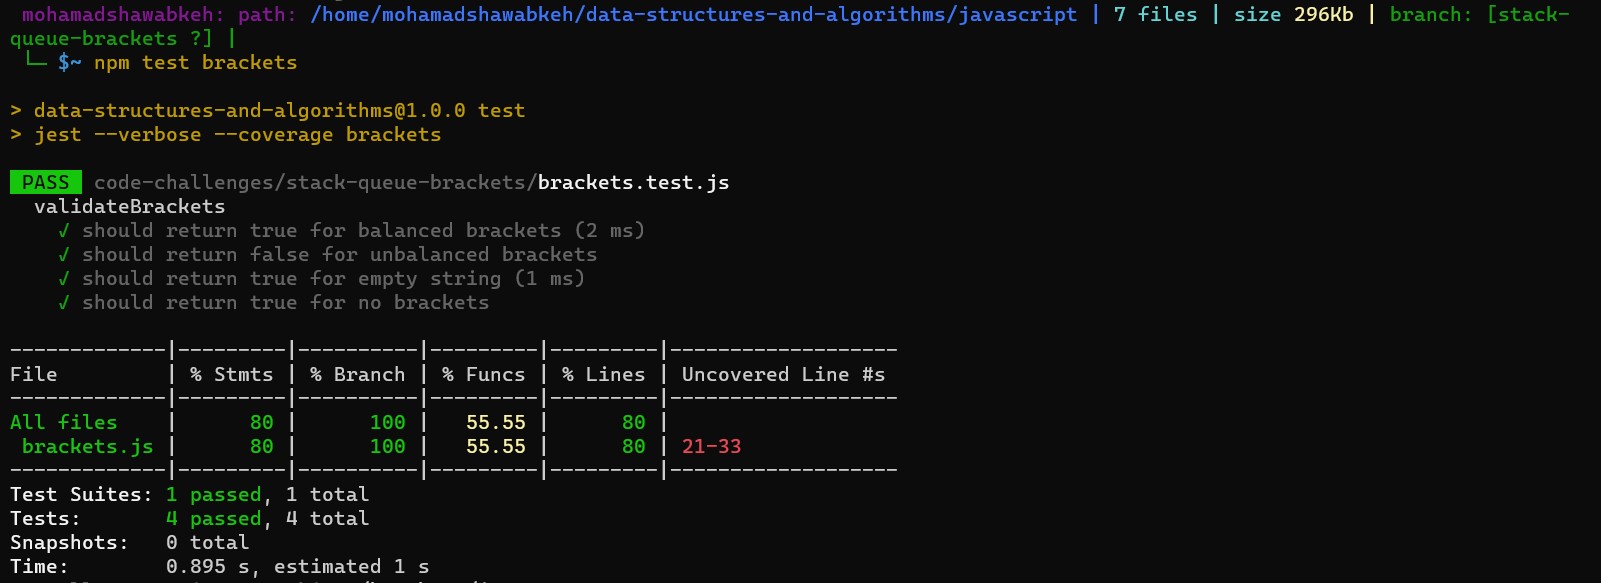 mohamadshawabkeh: path: /home/mohamadshawabkeh/data-structures-and-algorithms/javascript | 7 files | size 296Kb | branch: [stack-
queue-brackets ?] |
└─ $~ npm test brackets
> data-structures-and-algorithms@1.0.0 test
> jest --verbose --coverage brackets
PASS code-challenges/stack-queue-brackets/brackets.test.js
validateBrackets
√ should return true for balanced brackets (2 ms)
√ should return false for unbalanced brackets
√ should return true for empty string (1 ms)
√ should return true for no brackets
-------------|---------|----------|---------|---------|-------------------
File         | % Stmts | % Branch | % Funcs | % Lines | Uncovered Line #s
-------------|---------|----------|---------|---------|-------------------
All files    |      80 |      100 |   55.55 |      80 |
 brackets.js |      80 |      100 |   55.55 |      80 | 21-33
-------------|---------|----------|---------|---------|-------------------
Test Suites: 1 passed, 1 total
Tests:       4 passed, 4 total
Snapshots:   0 total
Time:        0.895 s, estimated 1 s